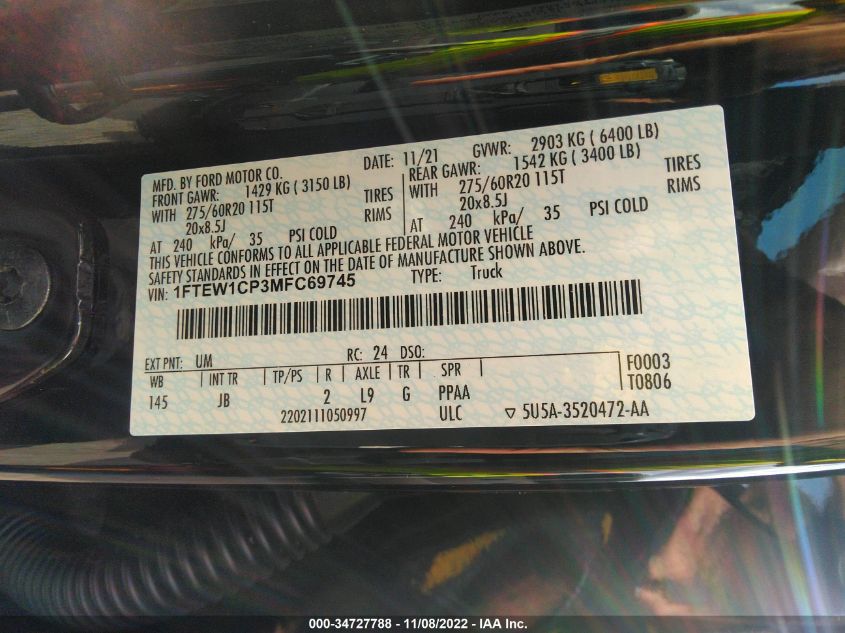 MFD. BY FORD MOTOR CO.
DATE: 11/21 GVWR: 2903 KG ( 6400 LB)
FRONT GAWR: 1429 KG ( 3150 LB)
WITH 275/60R20 115T TIRES
20x8.5J RIMS
AT 240 kPa/ 35 PSI COLD
REAR GAWR: 1542 KG ( 3400 LB)
WITH 275/60R20 115T TIRES
20x8.5J RIMS
AT 240 kPa/ 35 PSI COLD
THIS VEHICLE CONFORMS TO ALL APPLICABLE FEDERAL MOTOR VEHICLE
SAFETY STANDARDS IN EFFECT ON THE DATE OF MANUFACTURE SHOWN ABOVE.
VIN: 1FTEW1CP3MFC69745 TYPE: Truck
EXT PNT: UM RC: 24 DSO:
WB INT TR TP/PS R AXLE TR SPR
145 JB 2 L9 G PPAA
2202111050997 ULC
F0003
T0806
▽ 5U5A-3520472-AA
000-34727788 - 11/08/2022 - IAA Inc.